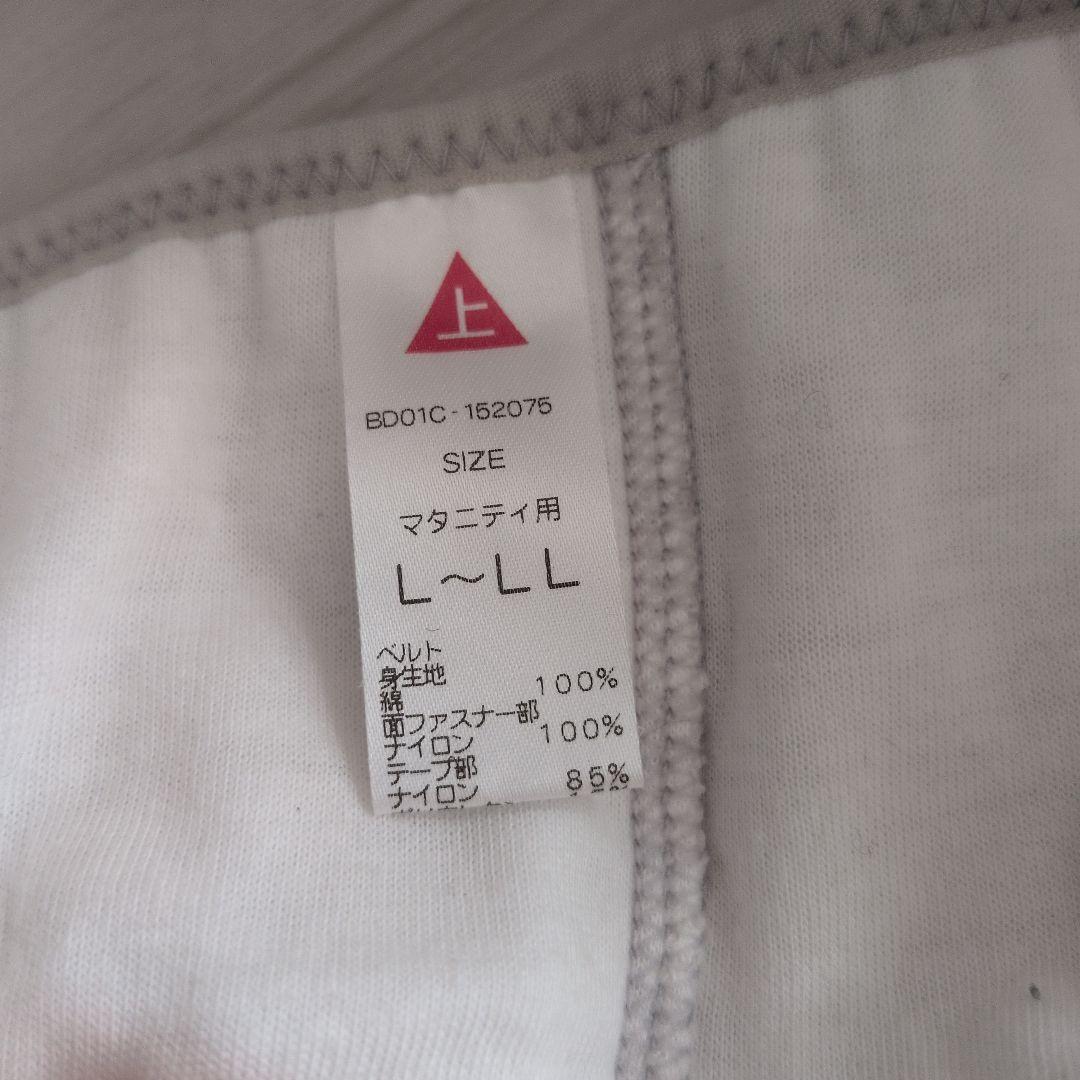 上
BD01C-152075
SIZE
マタニティ用
L～LL
ベルト
身生地
綿 100%
面ファスナー部
ナイロン 100%
テープ部
ナイロン 85%